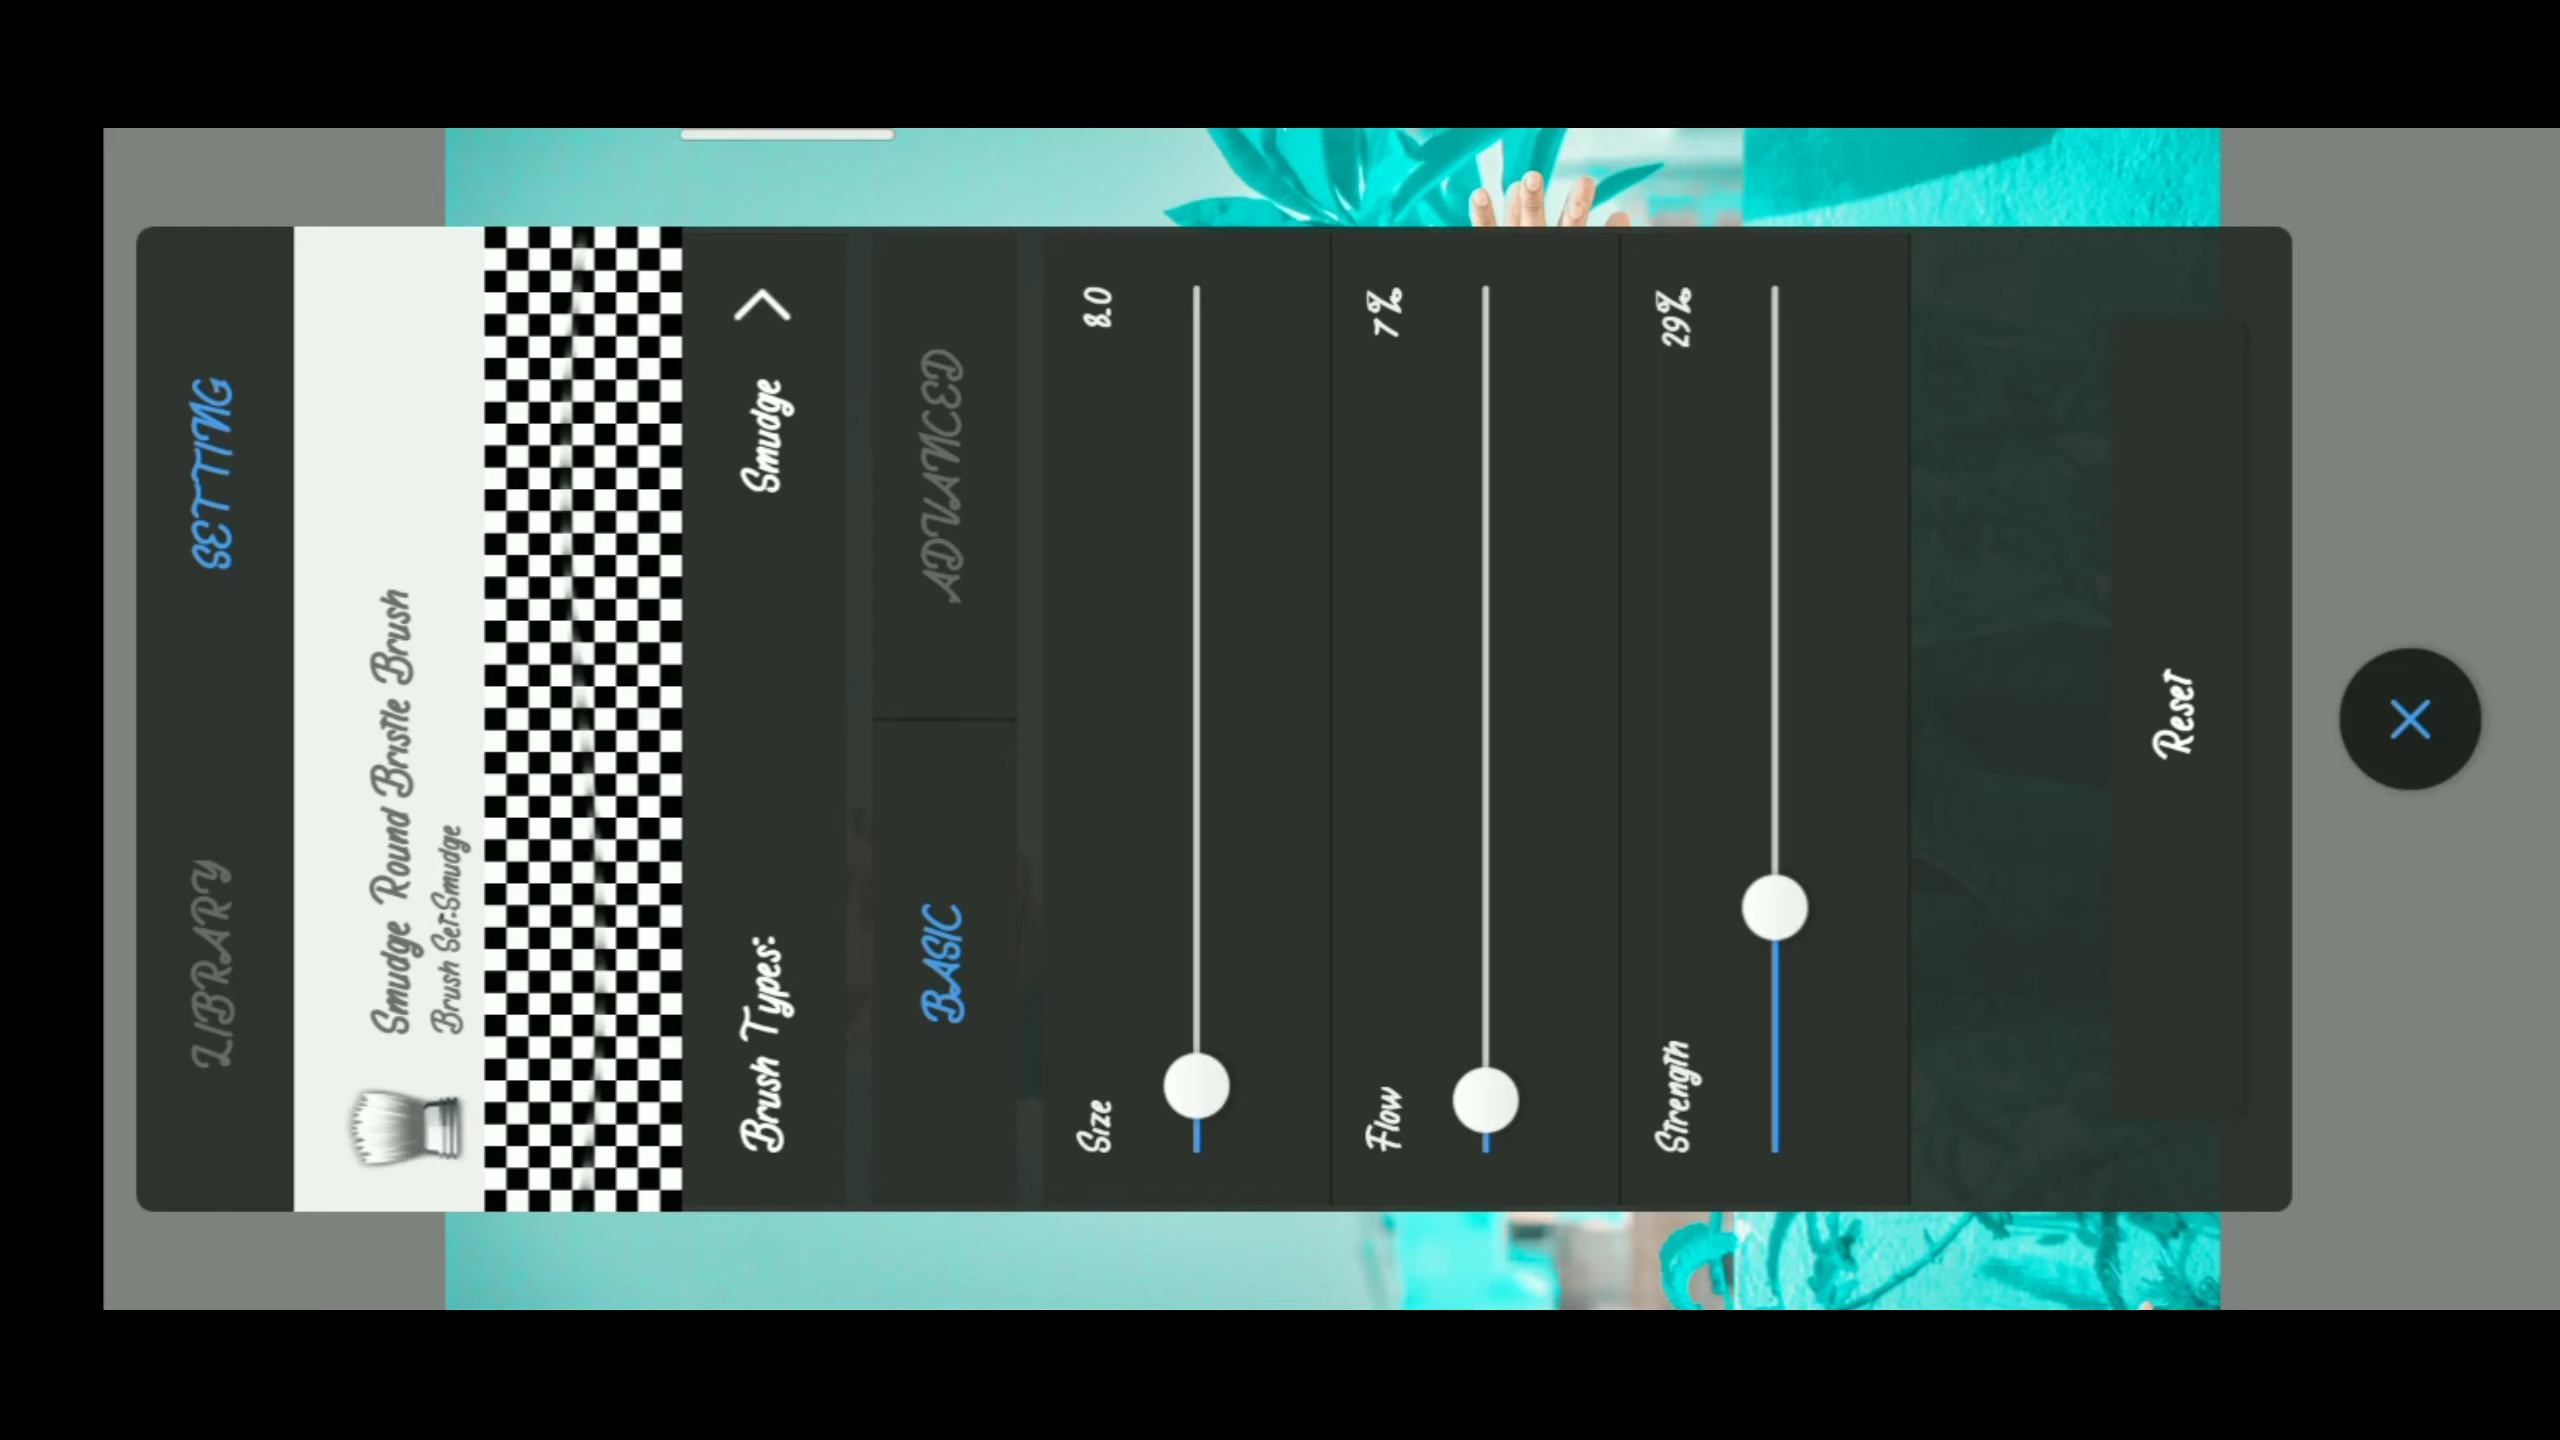 LIBRARY SETTING
Smudge Round Bristle Brush
Brush Set:Smudge
Brush Types: Smudge
BASIC ADVANCED
Size 8.0
Flow 7%
Strength 29%
Reset